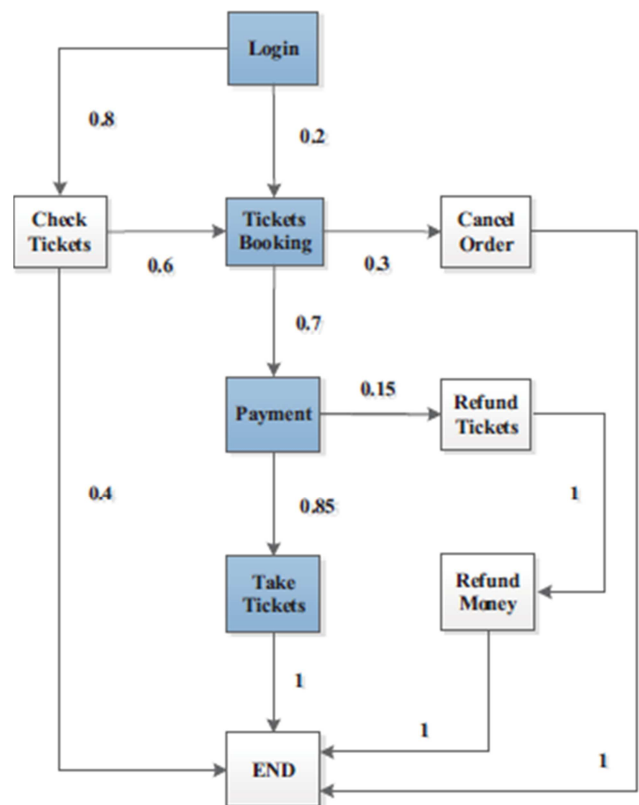 Login
0.8
0.2
Check
Tickets
Tickets
Booking
Cancel
Order
0.6
0.3
0.7
Payment
0.15
Refund
Tickets
0.4
0.85
1
Take
Tickets
Refund
Money
1
1
1
END